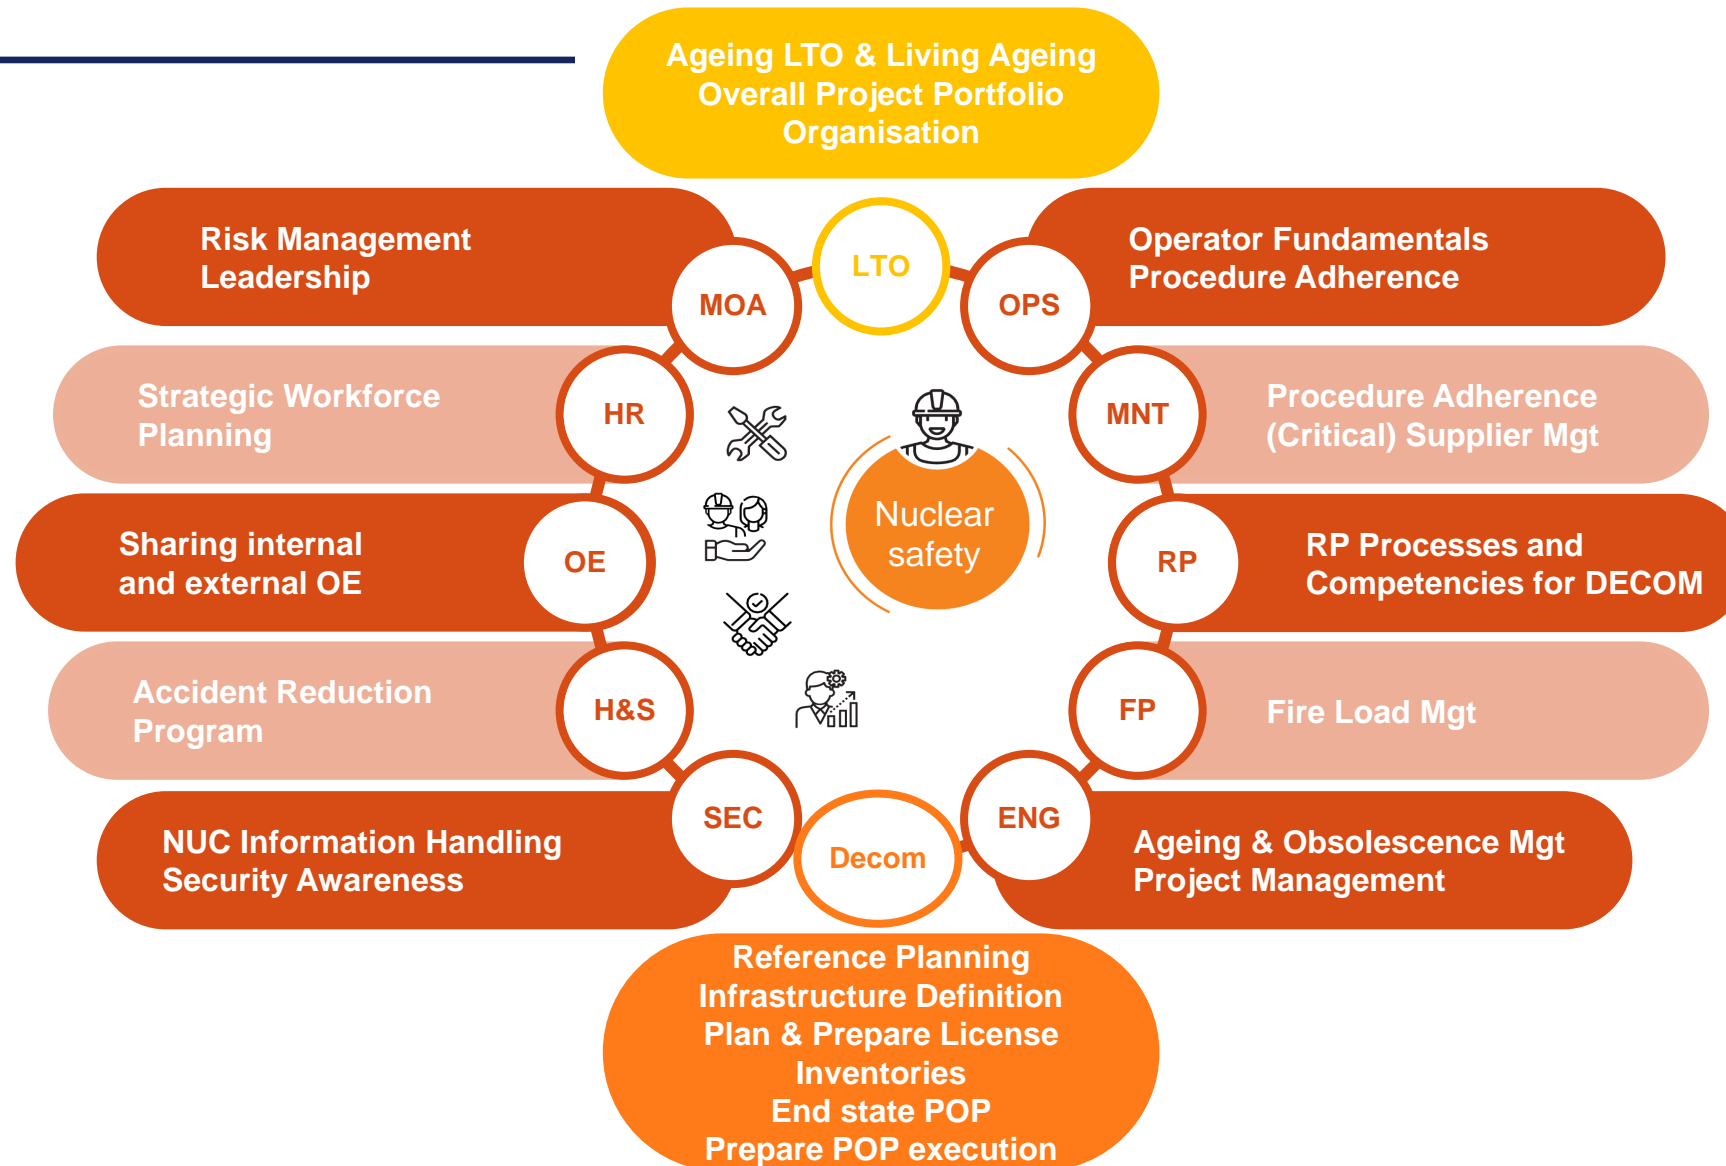 Ageing LTO & Living Ageing
Overall Project Portfolio
Organisation
LTO
Risk Management
Leadership
MOA
OPS
Operator Fundamentals
Procedure Adherence
Strategic Workforce
Planning
HR
MNT
Procedure Adherence
(Critical) Supplier Mgt
Nuclear
safety
Sharing internal
and external OE
OE
RP
RP Processes and
Competencies for DECOM
Accident Reduction
Program
H&S
FP
Fire Load Mgt
NUC Information Handling
Security Awareness
SEC
Decom
ENG
Ageing & Obsolescence Mgt
Project Management
Reference Planning
Infrastructure Definition
Plan & Prepare License
Inventories
End state POP
Prepare POP execution